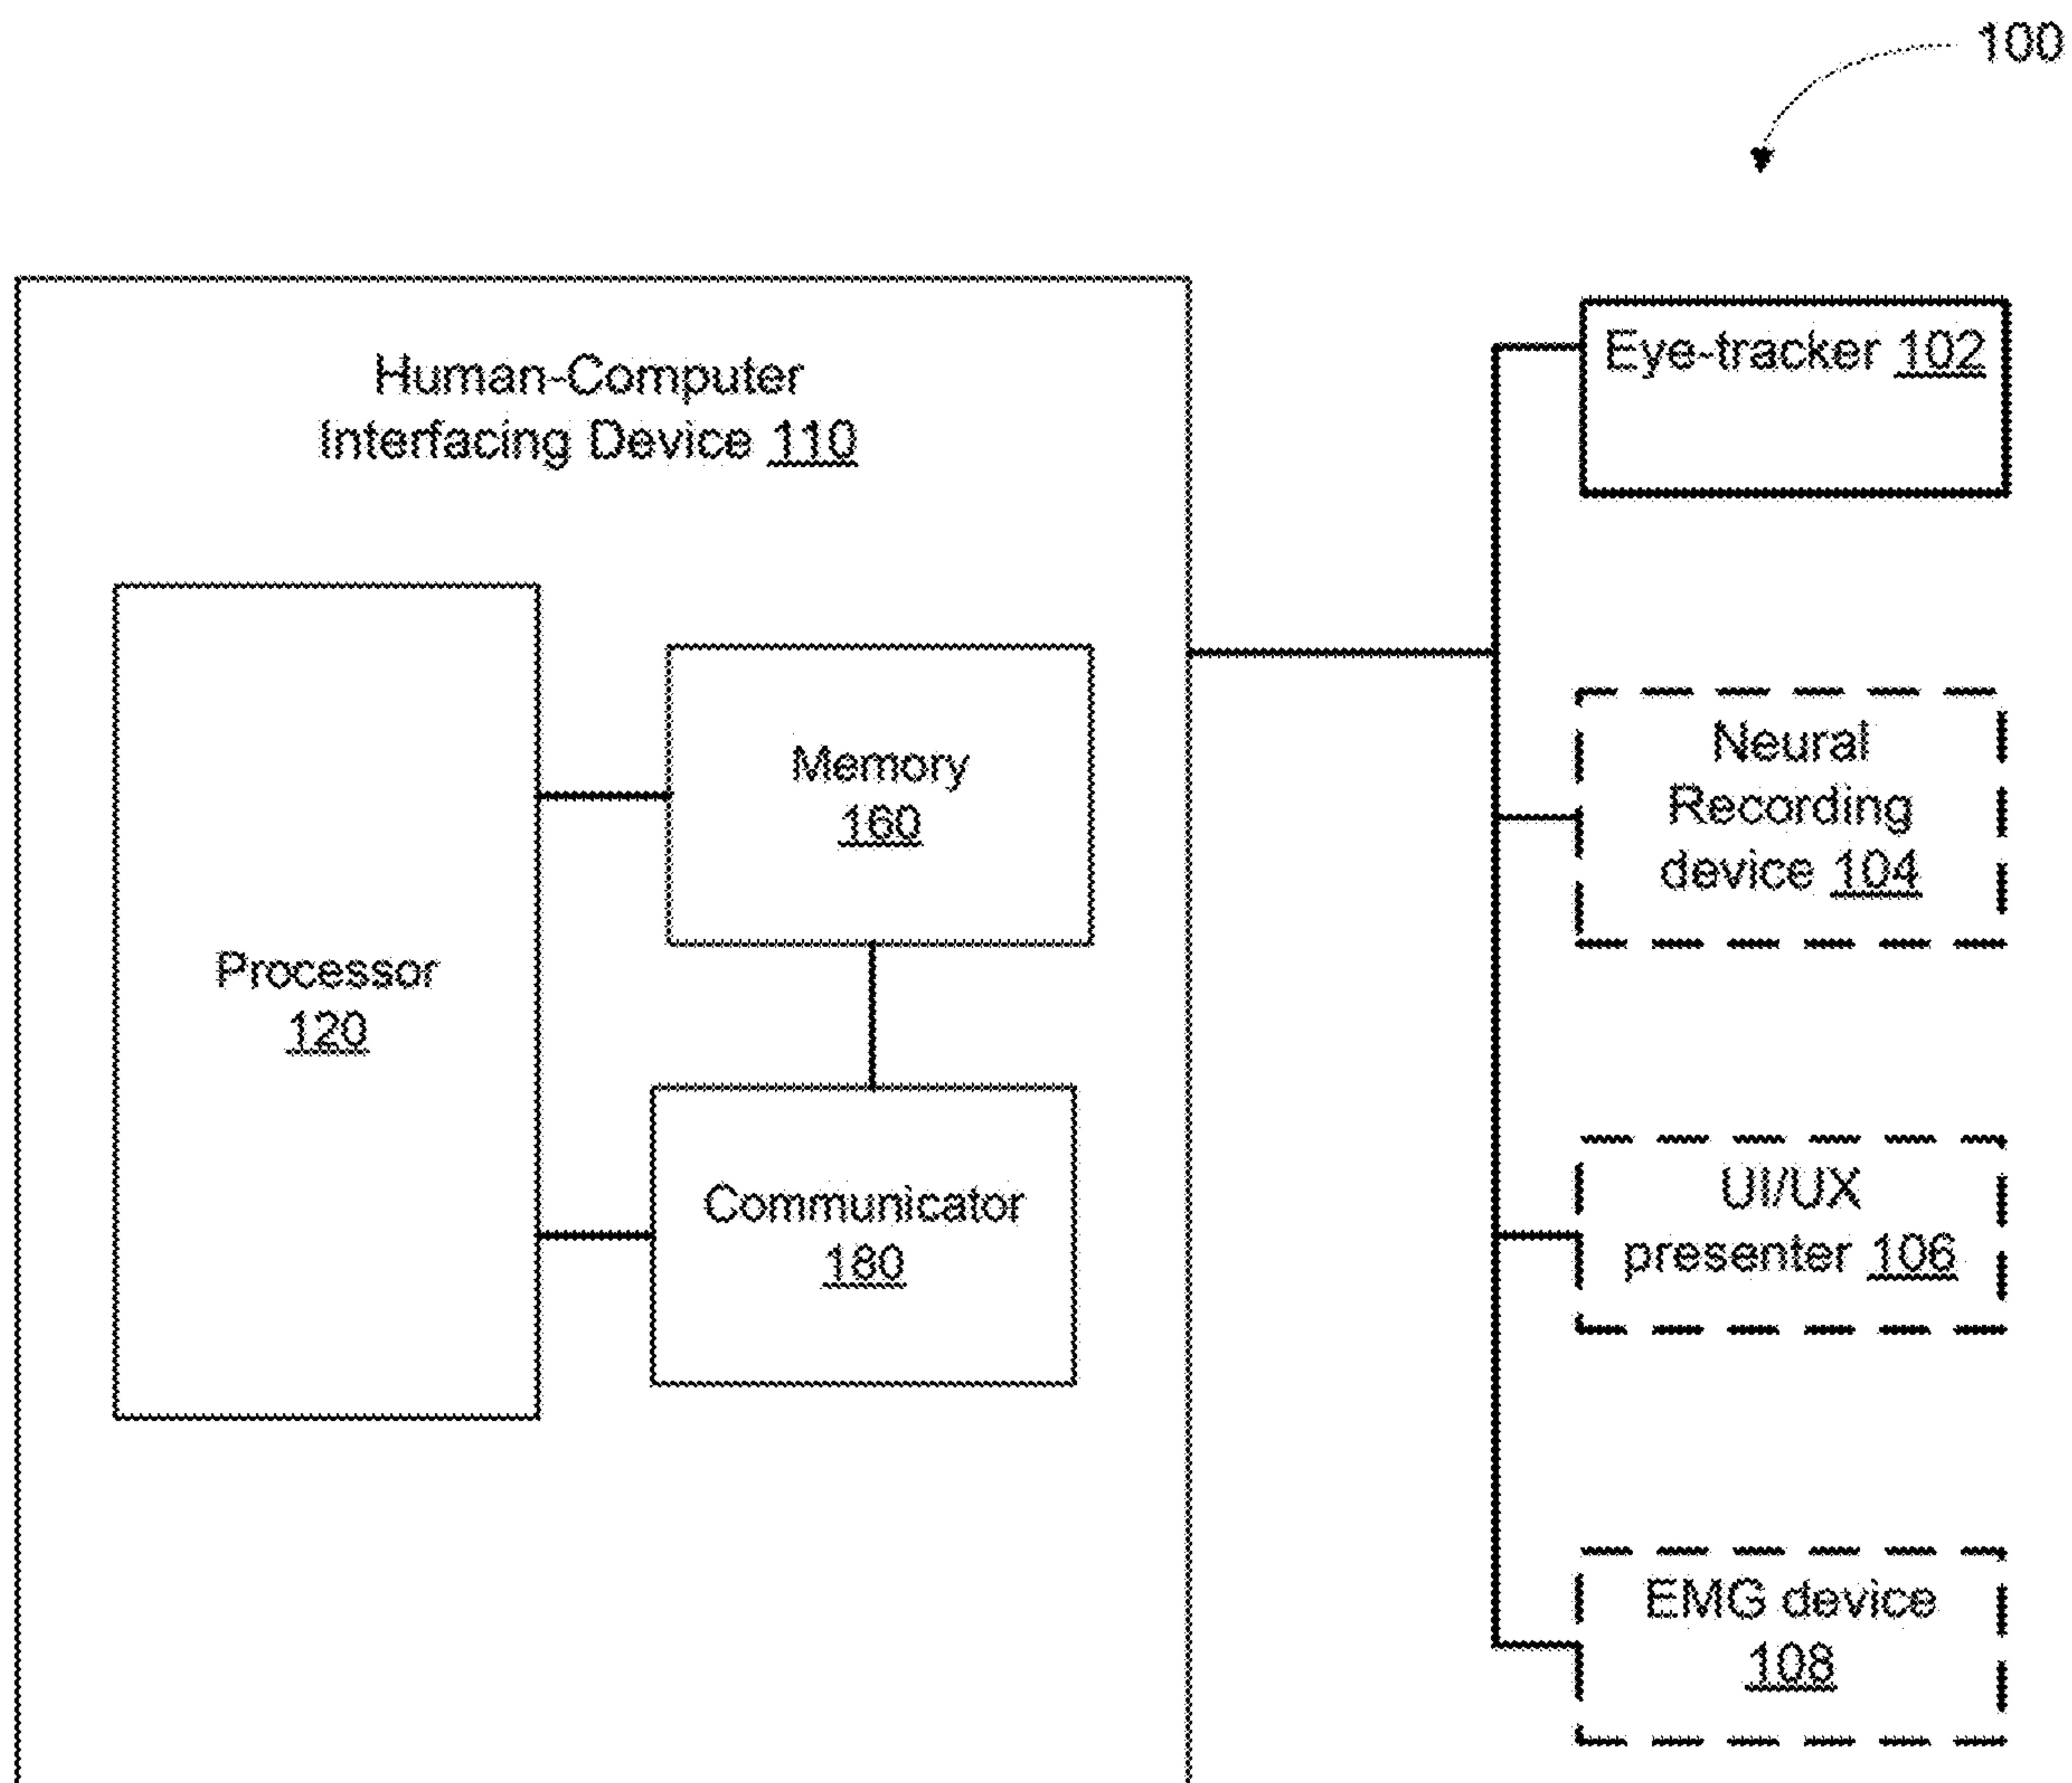 100
Human-Computer
Interfacing Device 110
Eye-tracker 102
Memory
160
Neural
Recording
device 104
Processor
120
Communicator
180
UI/UX
presenter 106
EMG device
108